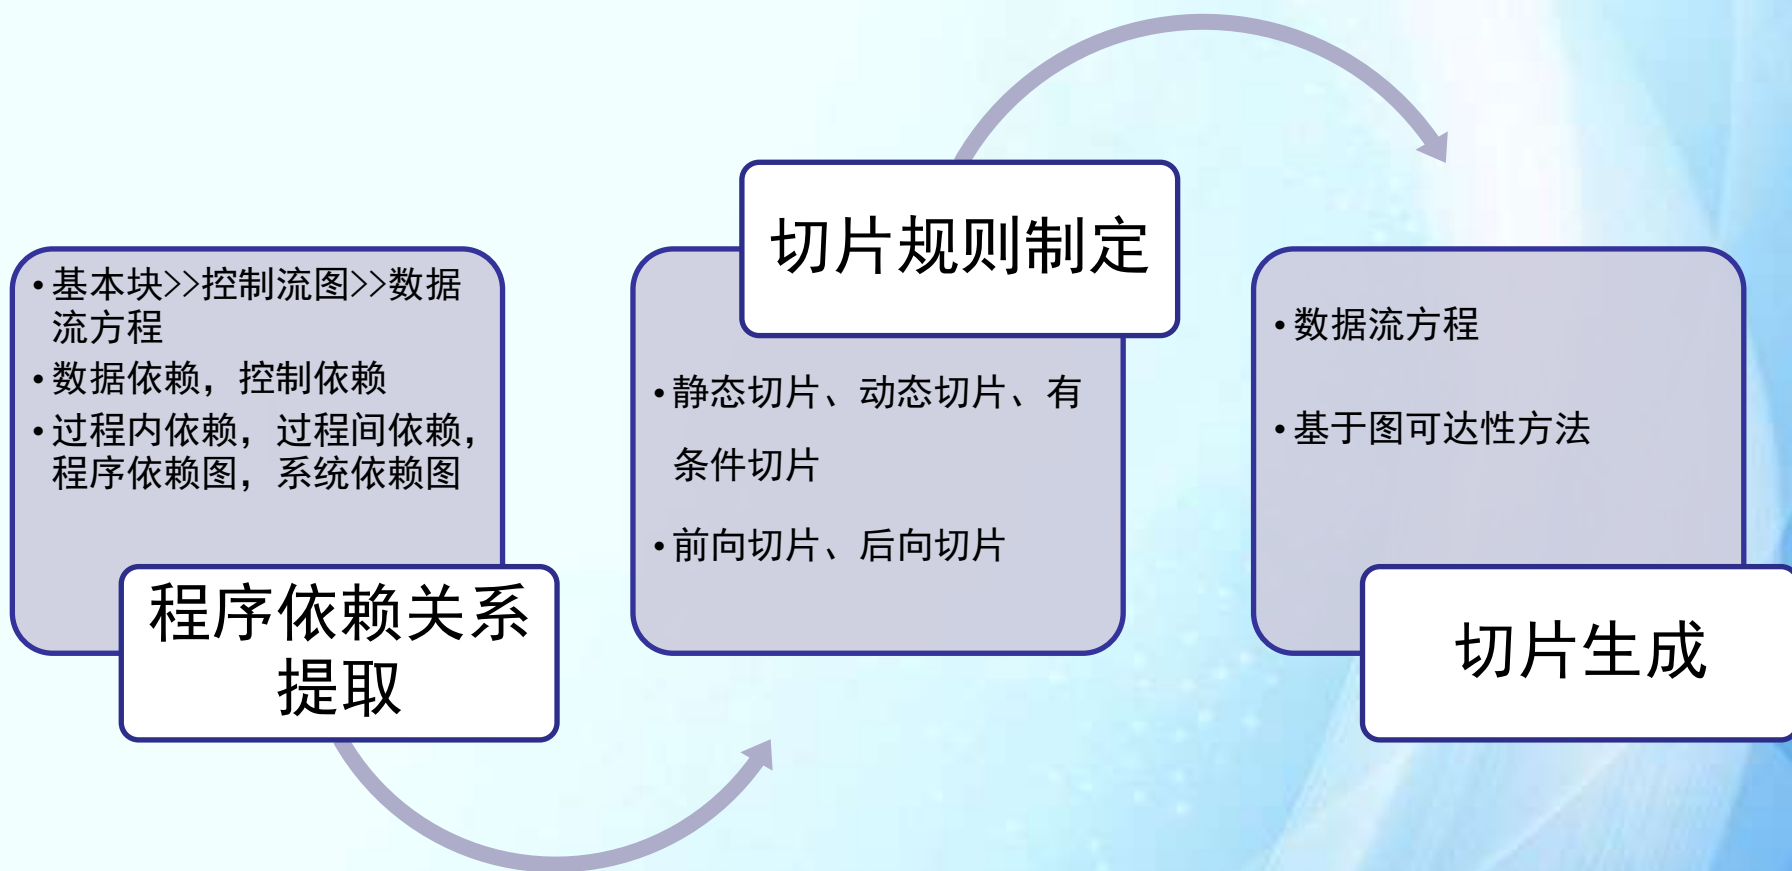 • 基本块>>控制流图>>数据
流方程
• 数据依赖，控制依赖
• 过程内依赖，过程间依赖，
程序依赖图，系统依赖图
程序依赖关系
提取
切片规则制定
• 静态切片、动态切片、有
条件切片
• 前向切片、后向切片
• 数据流方程
• 基于图可达性方法
切片生成